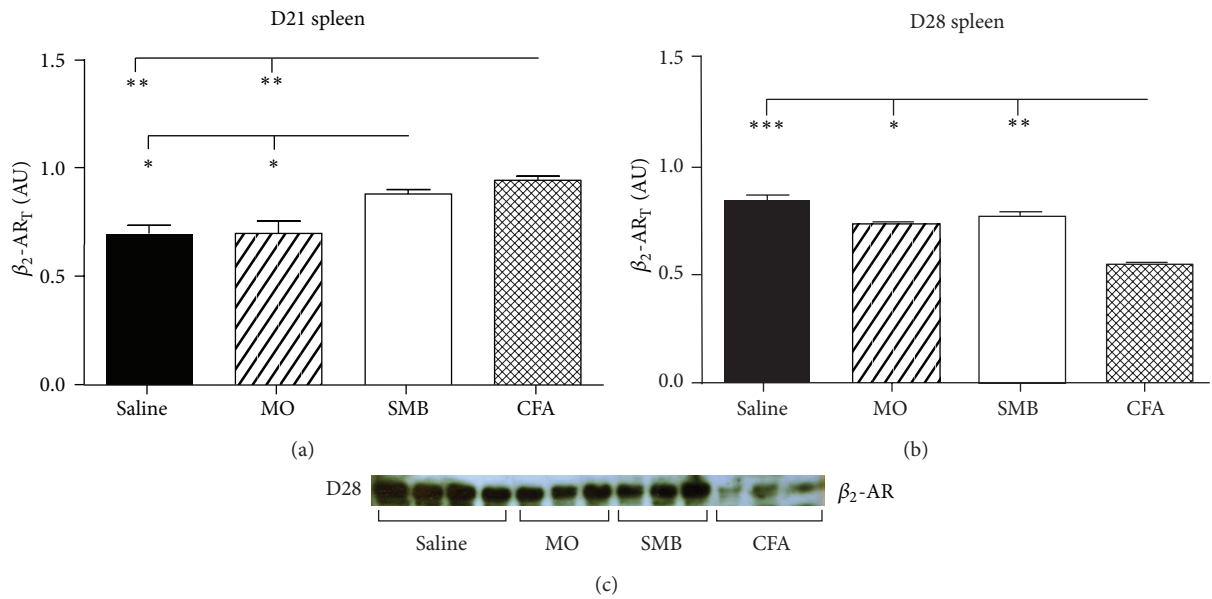 D21 spleen
1.5
1.0
0.5
0.0
β₂-AR_T (AU)
** **
* *
Saline MO SMB CFA
(a)
D28 spleen
1.5
1.0
0.5
0.0
β₂-AR_T (AU)
*** * **
Saline MO SMB CFA
(b)
D28 β₂-AR
Saline MO SMB CFA
(c)